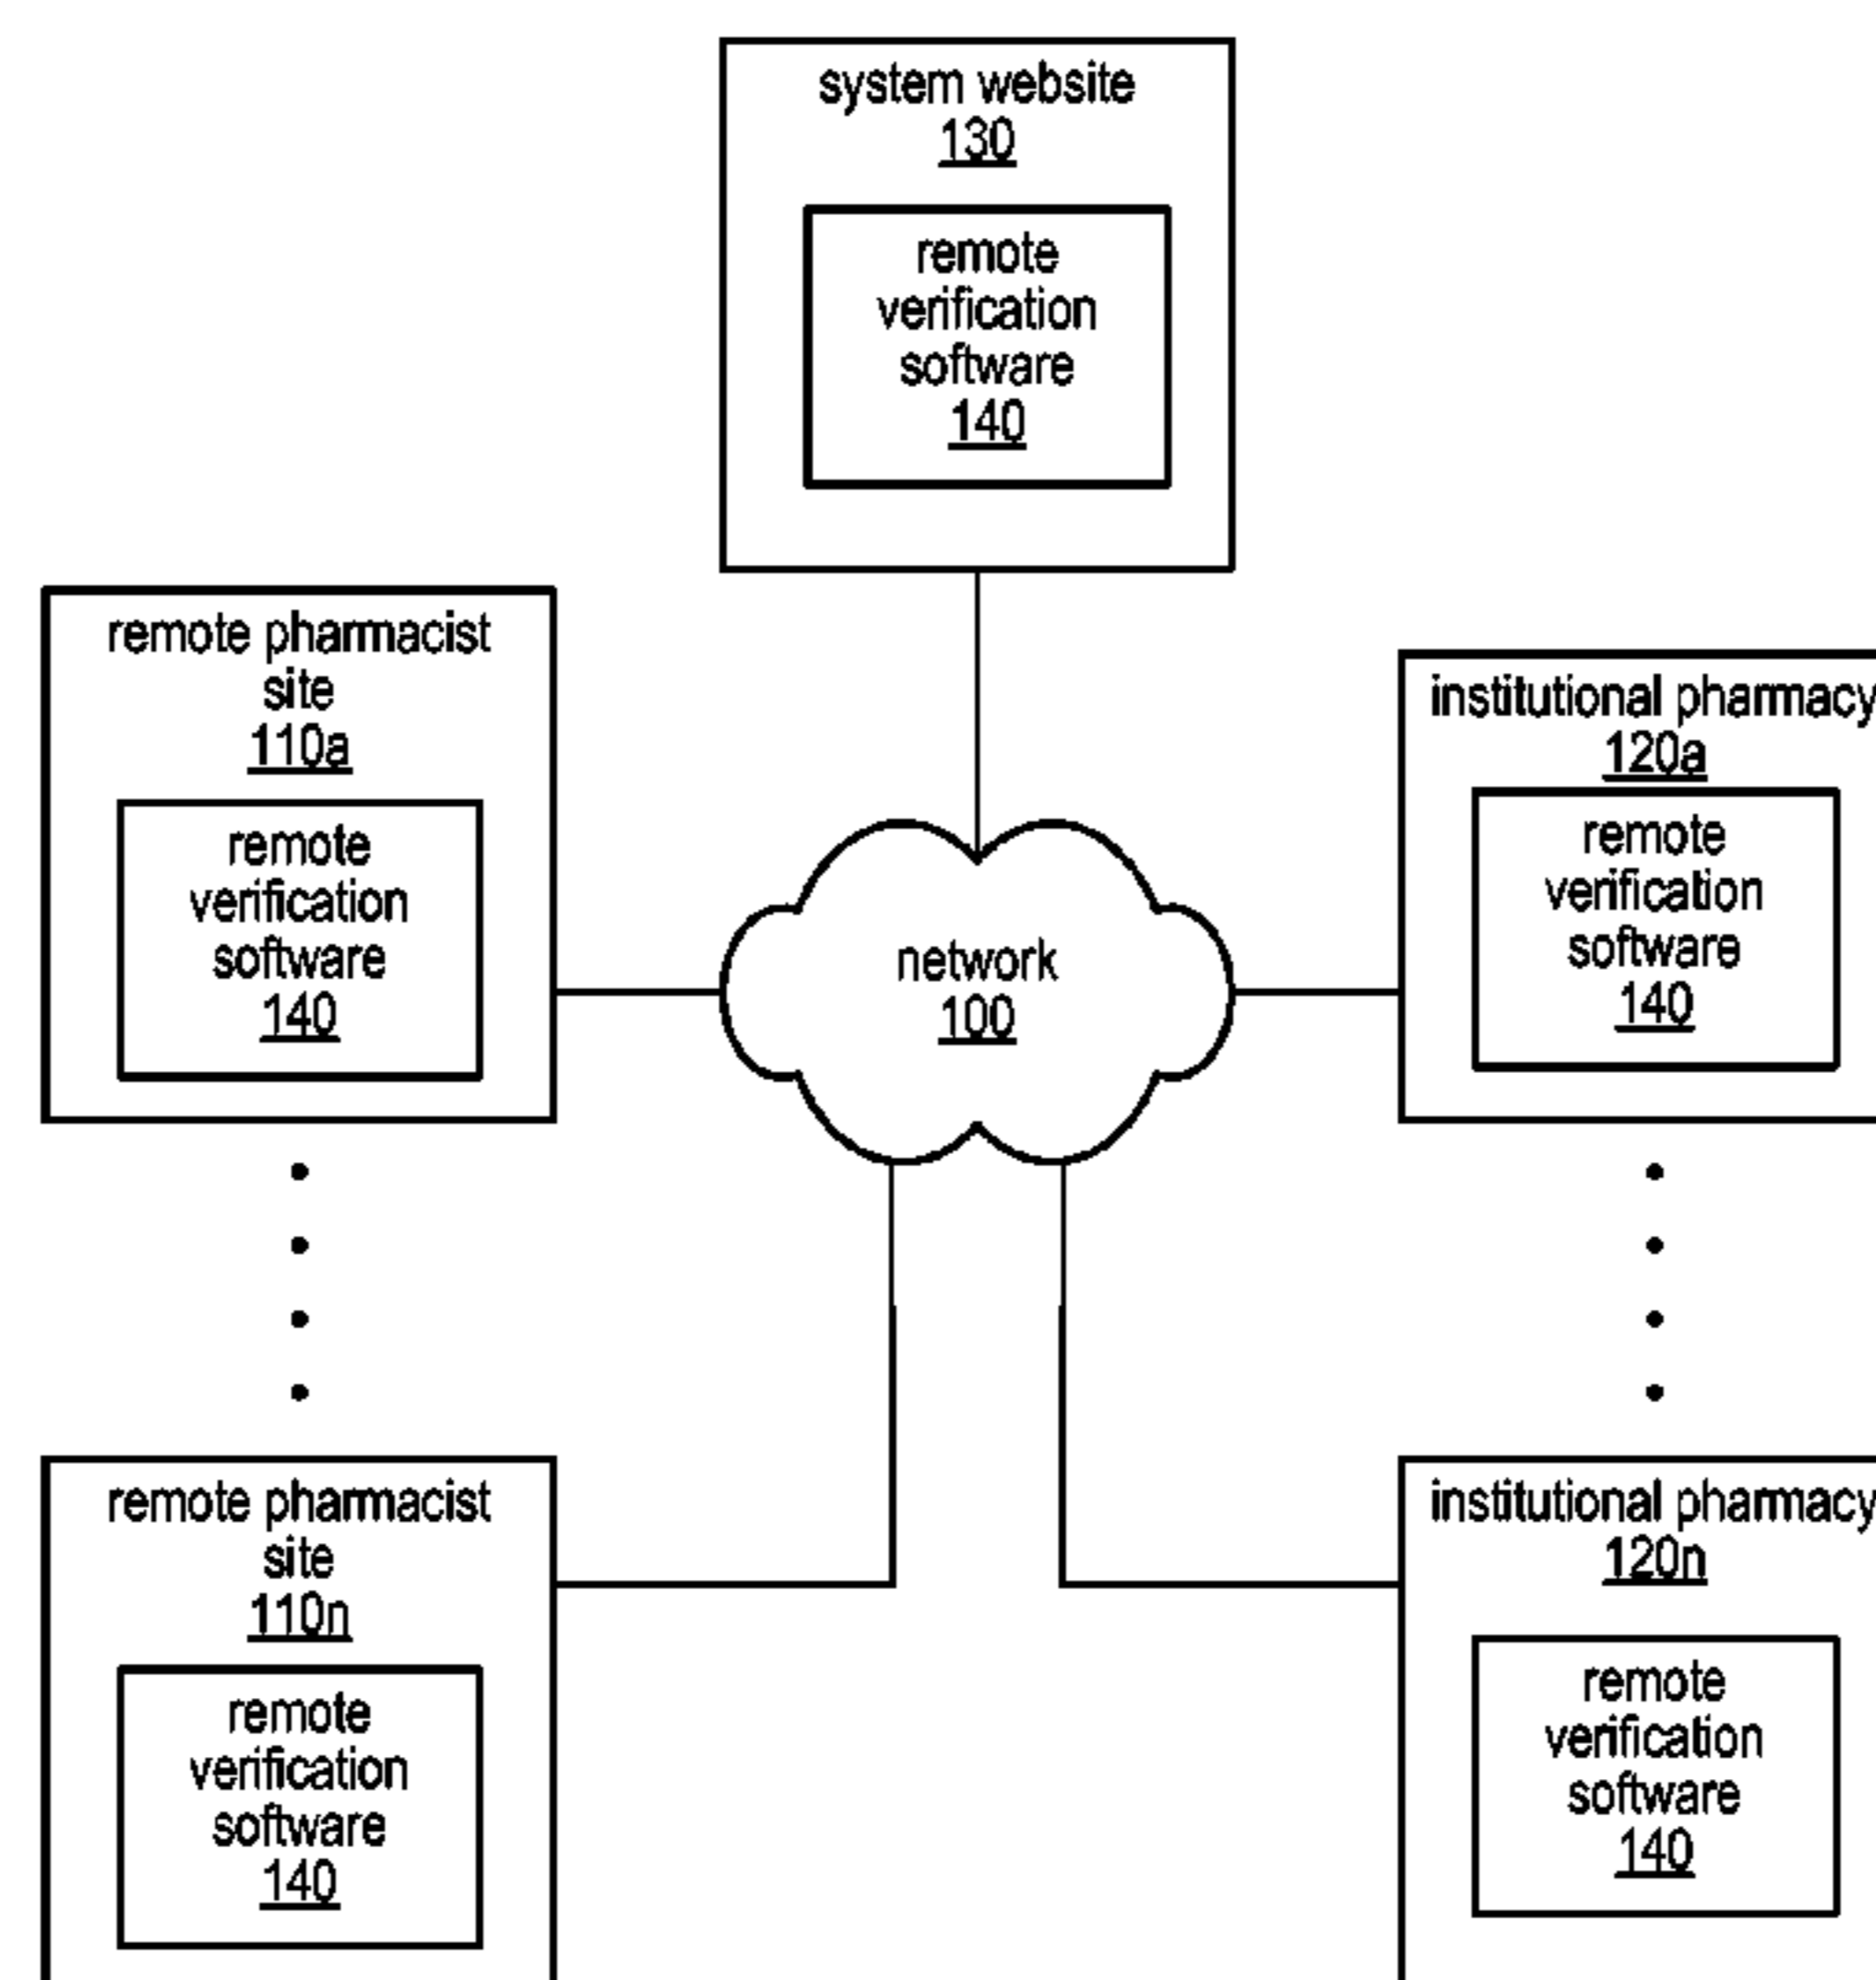 system website
130
remote
verification
software
140
remote pharmacist
site
110a
remote
verification
software
140
institutional pharmacy
120a
remote
verification
software
140
network
100
remote pharmacist
site
110n
remote
verification
software
140
institutional pharmacy
120n
remote
verification
software
140